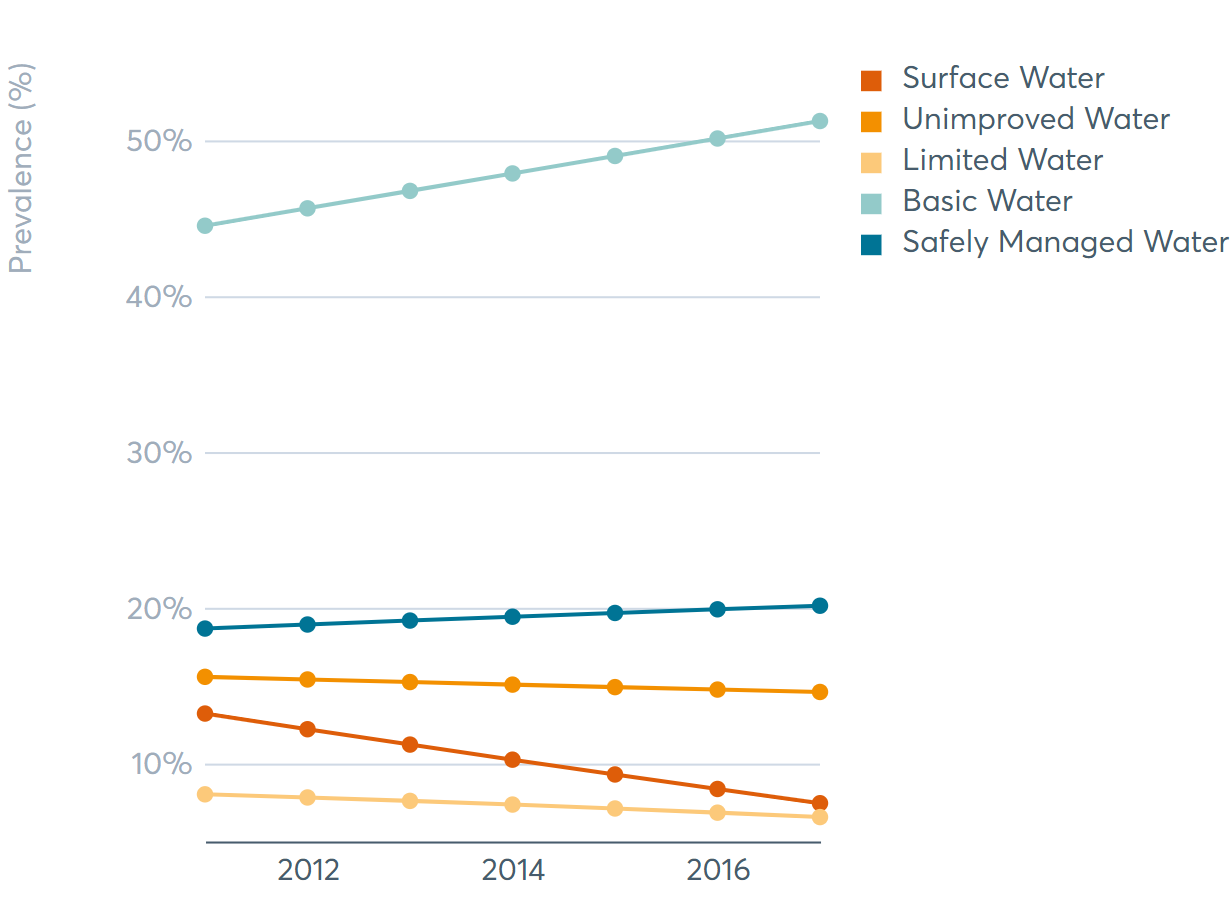 Prevalence (%)
50%
40%
30%
20%
10%
2012
2014
2016
Surface Water
Unimproved Water
Limited Water
Basic Water
Safely Managed Water